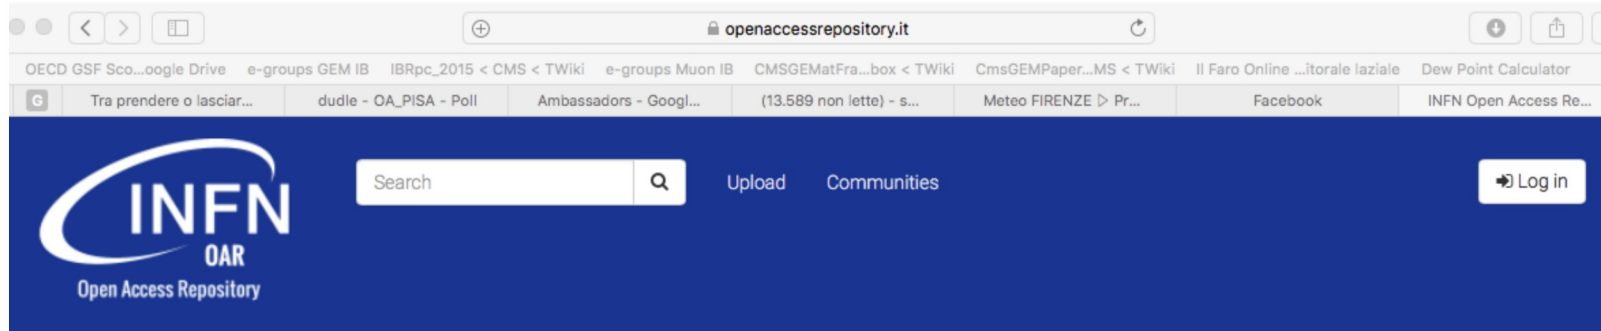 openaccessrepository.it
OECD GSF Sco...oogle Drive e-groups GEM IB IBRpc_2015 < CMS < TWiki e-groups Muon IB CMSGEMatFra...box < TWiki CmsGEMPaper...MS < TWiki Il Faro Online ...itorale laziale Dew Point Calculator
G Tra prendere o lasciar... dudle - OA_PISA - Poll Ambassadors - Googl... (13.589 non lette) - s... Meteo FIRENZE ▷ Pr... Facebook INFN Open Access Re...
Search Upload Communities Log in
INFN
OAR
Open Access Repository